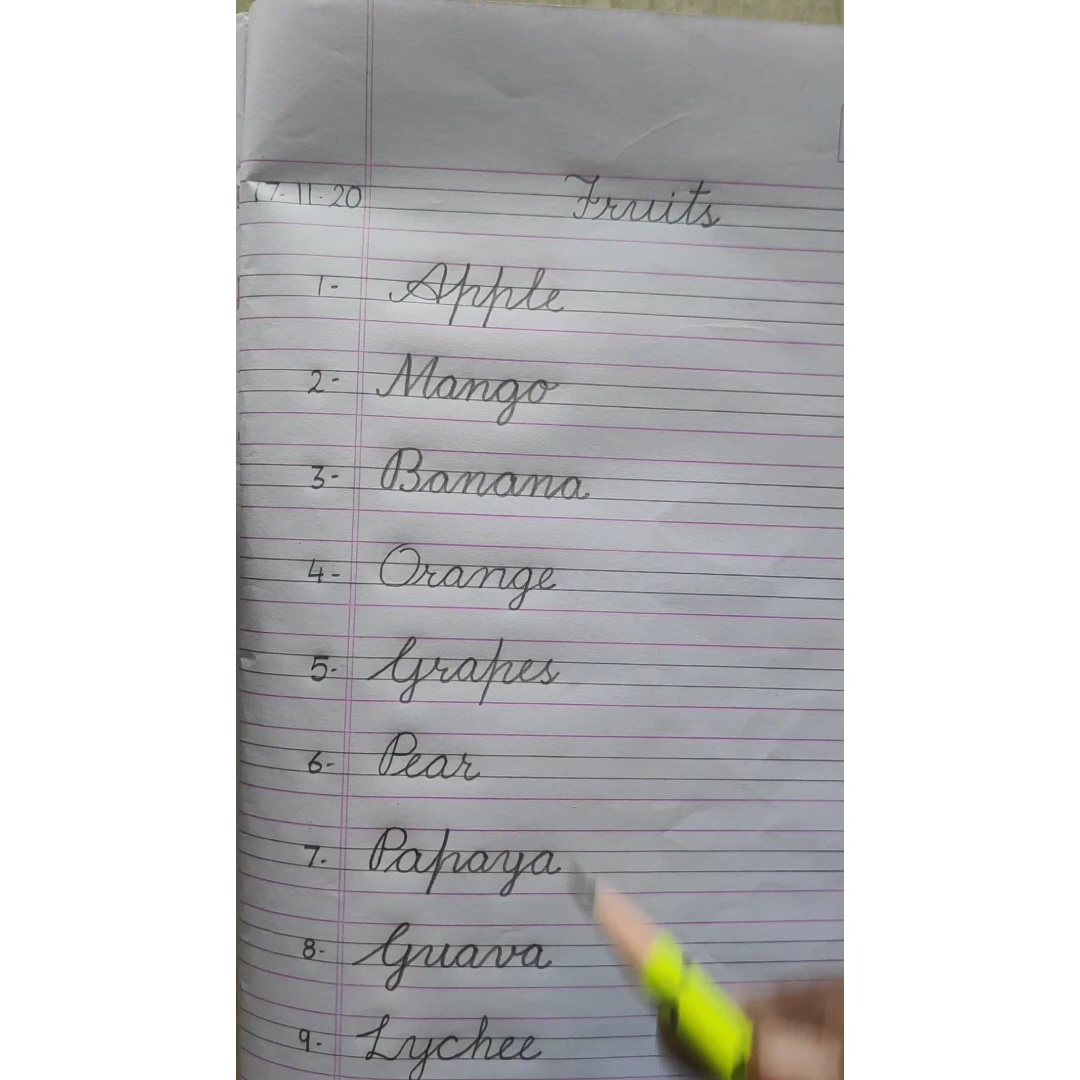 17-11-20 Fruits
1- Apple
2- Mango
3- Banana
4- Orange
5- Grapes
6- Pear
7- Papaya
8- Guava
9- Lychee